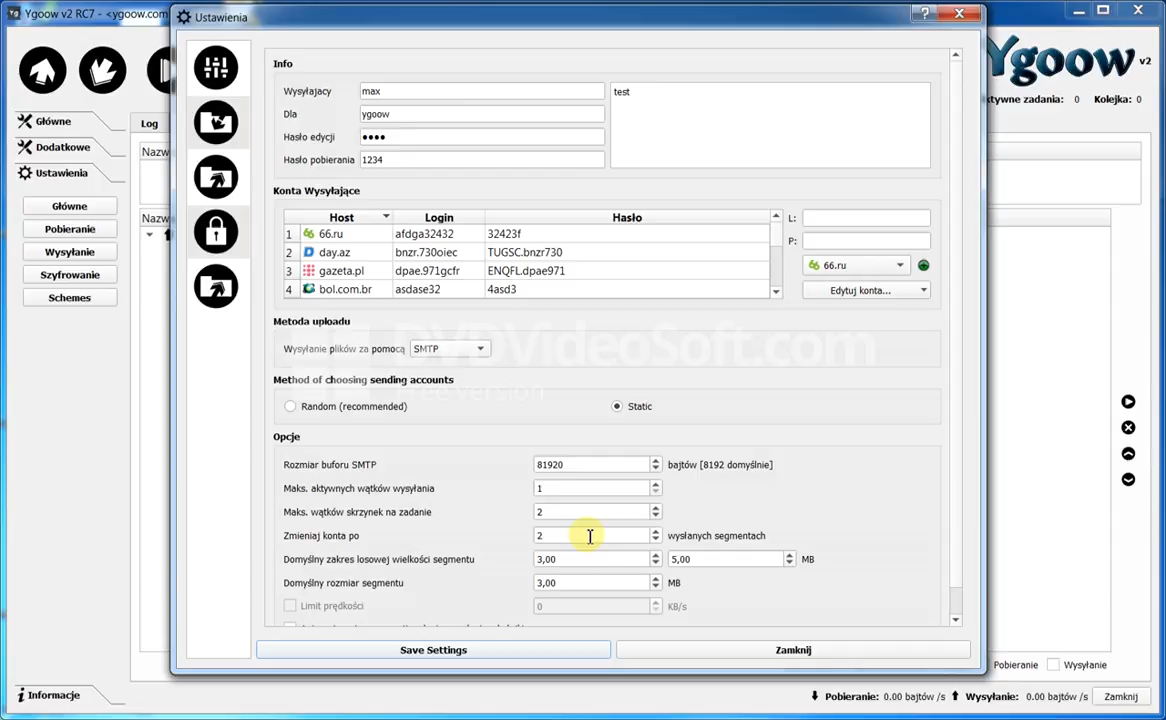 Ygoow v2 RC7 - <ygoow.com
Ustawienia
Ygoow v2
Aktywne zadania: 0 Kolejka: 0
Główne
Dodatkowe
Ustawienia
Główne
Pobieranie
Wysyłanie
Szyfrowanie
Schemes
Log
Nazw
Nazw
Info
Wysyłajacy max
test
Dla ygoow
Hasło edycji ••••
Hasło pobierania 1234
Konta Wysyłające
Host Login Hasło
1 66.ru afdga32432 32423f
2 day.az bnzr.730oiec TUGSC.bnzr730
3 gazeta.pl dpae.971gcfr ENQFL.dpae971
4 bol.com.br asdase32 4asd3
L:
P:
66.ru
Edytuj konta...
Metoda uploadu
Wysyłanie plików za pomocą SMTP
DVDVideoSoft.com
Free version
Method of choosing sending accounts
Random (recommended) Static
Opcje
Rozmiar buforu SMTP 81920 bajtów [8192 domyślnie]
Maks. aktywnych wątków wysyłania 1
Maks. wątków skrzynek na zadanie 2
Zmieniaj konta po 2 wysłanych segmentach
Domyślny zakres losowej wielkości segmentu 3,00 5,00 MB
Domyślny rozmiar segmentu 3,00 MB
Limit prędkości 0 KB/s
Save Settings Zamknij
Pobieranie Wysyłanie
Informacje
Pobieranie: 0.00 bajtów /s Wysyłanie: 0.00 bajtów /s Zamknij